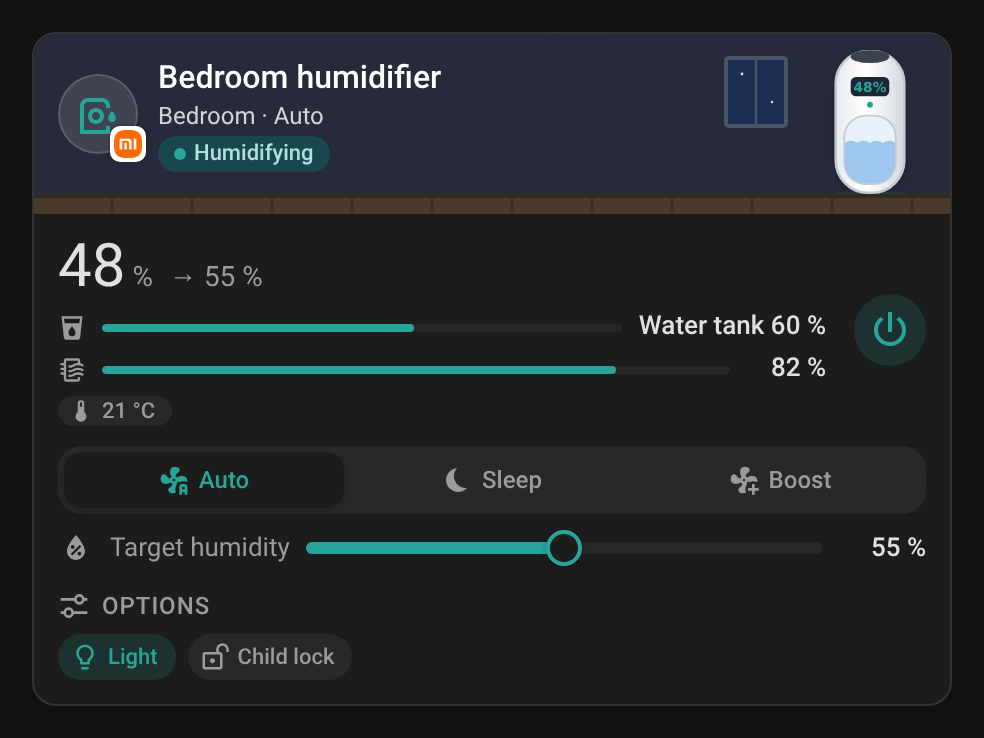 Bedroom humidifier
Bedroom · Auto
Humidifying
48%
48 % → 55 %
Water tank 60 %
82 %
21 °C
Auto Sleep Boost
Target humidity 55 %
OPTIONS
Light Child lock